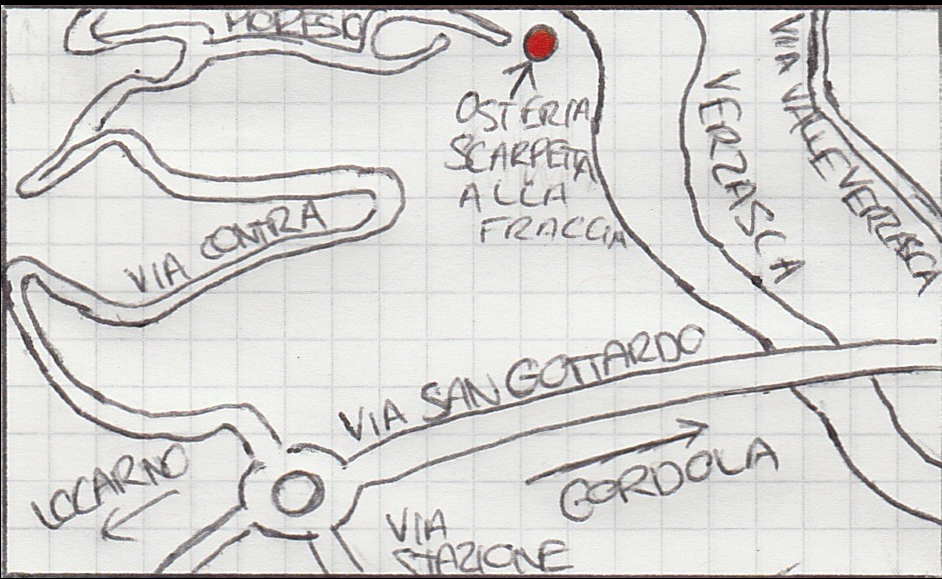 MORESIO
OSTERIA
SCARPETTA
ALLA
FRACCIA
VERZASCA
VIA VALLE VERZASCA
VIA CONTRA
VIA SAN GOTTARDO
LOCARNO
GORDOLA
VIA
STAZIONE